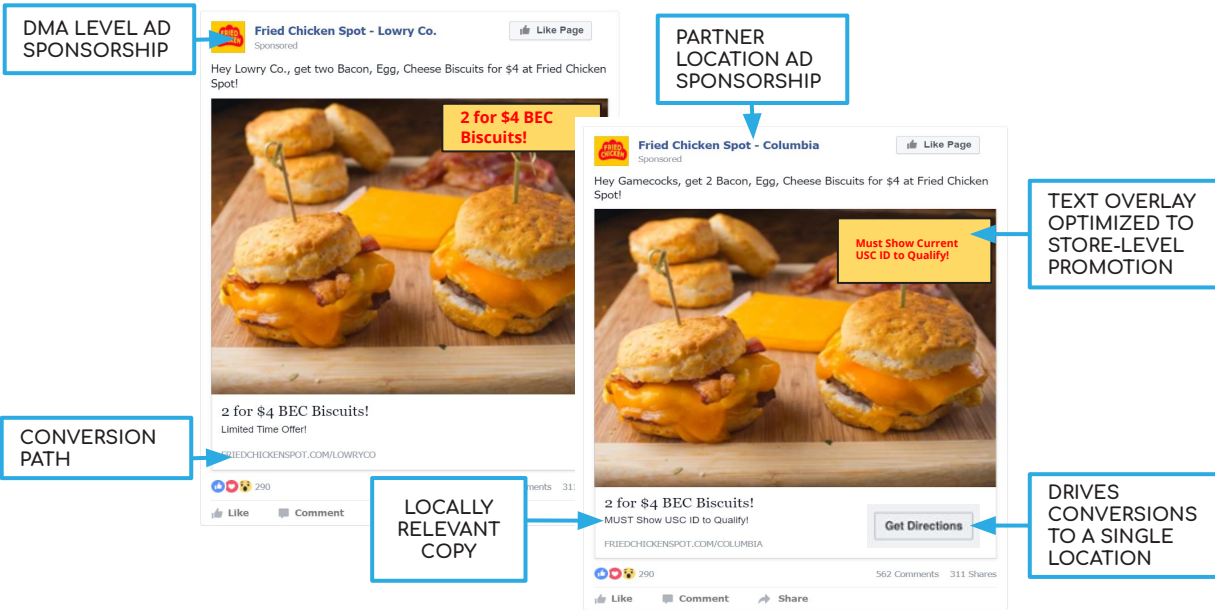 DMA LEVEL AD
SPONSORSHIP
FRIED
CHICKEN
Fried Chicken Spot - Lowry Co.
Sponsored
Like Page
Hey Lowry Co., get two Bacon, Egg, Cheese Biscuits for $4 at Fried Chicken
Spot!
2 for $4 BEC
Biscuits!
2 for $4 BEC Biscuits!
Limited Time Offer!
FRIEDCHICKENSPOT.COM/LOWRYCO
290
Like
Comment
CONVERSION
PATH
PARTNER
LOCATION AD
SPONSORSHIP
FRIED
CHICKEN
Fried Chicken Spot - Columbia
Sponsored
Like Page
Hey Gamecocks, get 2 Bacon, Egg, Cheese Biscuits for $4 at Fried Chicken
Spot!
Must Show Current
USC ID to Qualify!
TEXT OVERLAY
OPTIMIZED TO
STORE-LEVEL
PROMOTION
LOCALLY
RELEVANT
COPY
2 for $4 BEC Biscuits!
MUST Show USC ID to Qualify!
FRIEDCHICKENSPOT.COM/COLUMBIA
Get Directions
DRIVES
CONVERSIONS
TO A SINGLE
LOCATION
290
562 Comments 311 Shares
Like
Comment
Share